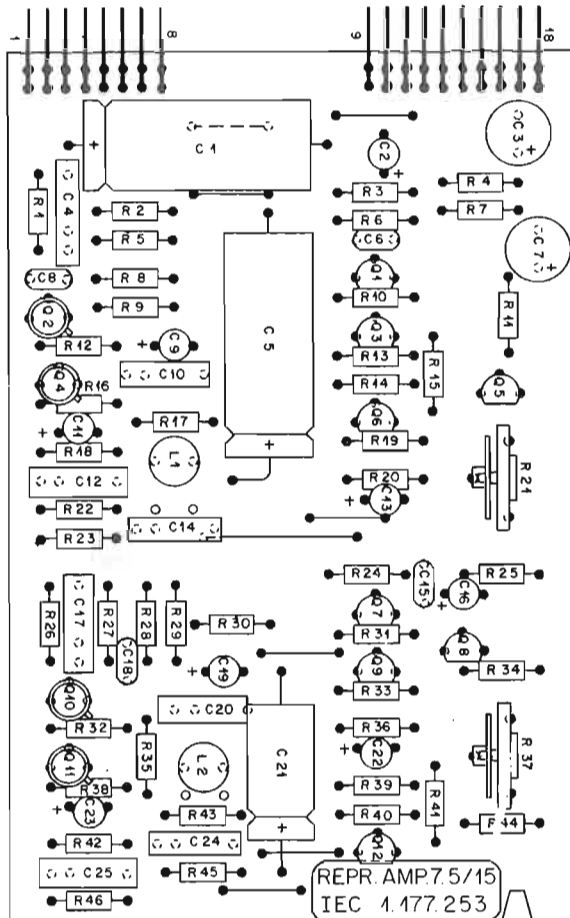 1 8 9 18
C1
C2
C3
R1
C4
R2
R3
R4
R5
R6
R7
C6
C7
C8
R8
R9
Q1
R10
R11
Q2
C5
R12
C9
Q3
R13
R15
C10
R14
Q4
R16
Q5
C11
R17
Q6
R18
R19
L1
C12
R20
R21
C13
R22
C14
R23
R24
C15
C16
R25
R26
C17
R27
C18
R28
R29
R30
Q7
R31
Q8
C19
Q9
R33
R34
Q10
C20
R32
R35
C21
R36
C22
R37
Q11
L2
R38
C23
R39
R40
R41
R43
R44
R42
C24
Q12
C25
R45
R46
REPR. AMP.7.5/15
IEC 1.177.253